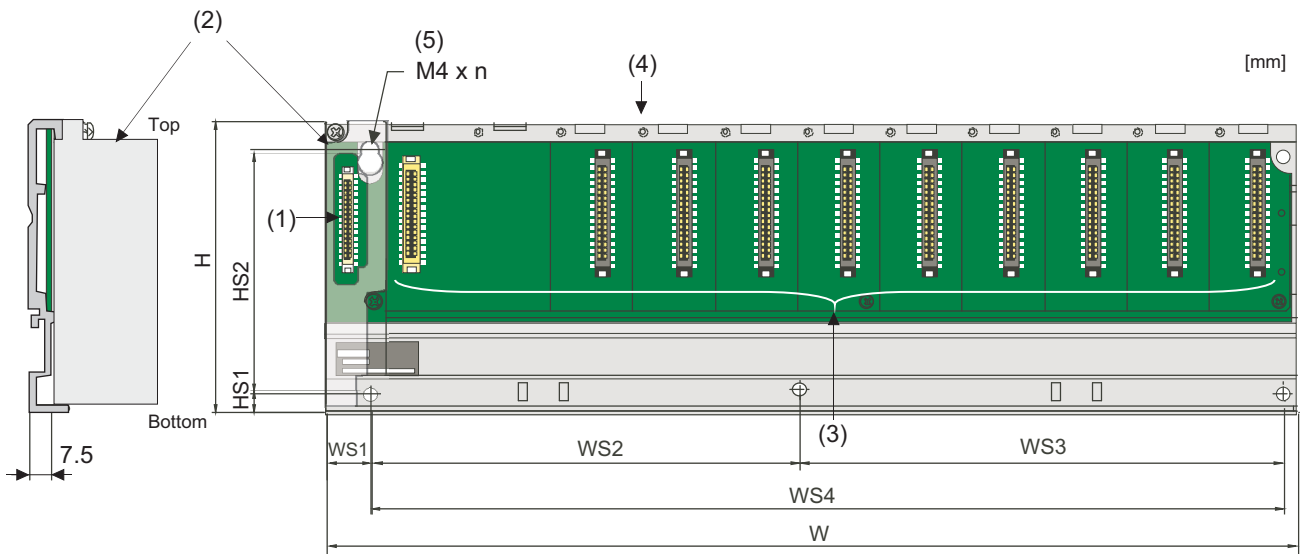 (2)
(5)
M4 x n
(4)
[mm]
Top
(1)
H
HS2
HS1
Bottom
7.5
(3)
WS1
WS2
WS3
WS4
W